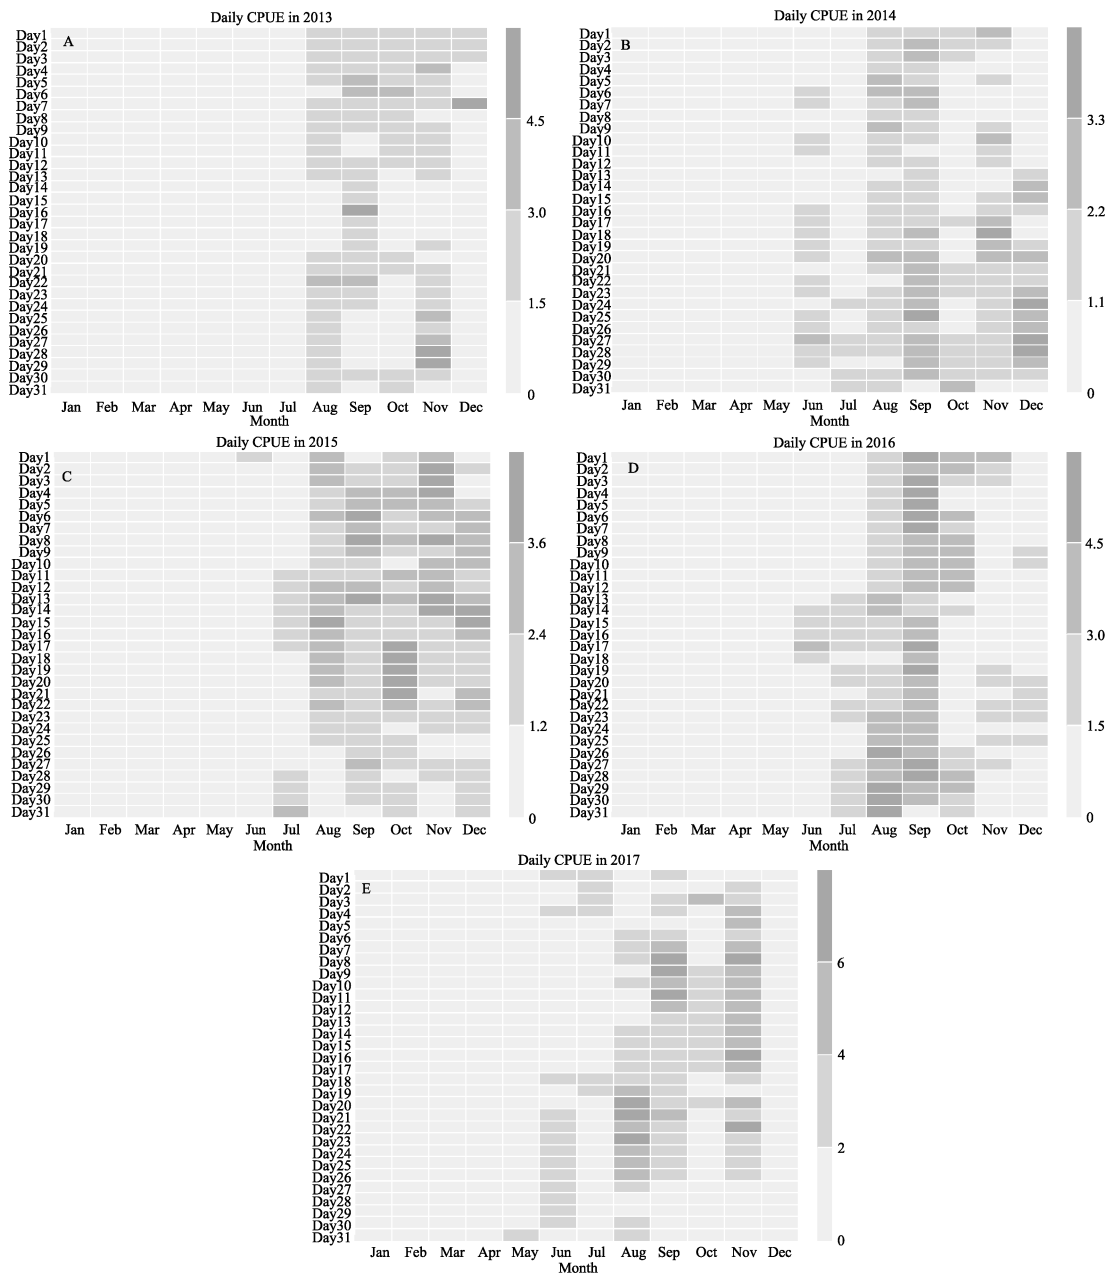 Daily CPUE in 2013
A
Day1
Day2
Day3
Day4
Day5
Day6
Day7
Day8
Day9
Day10
Day11
Day12
Day13
Day14
Day15
Day16
Day17
Day18
Day19
Day20
Day21
Day22
Day23
Day24
Day25
Day26
Day27
Day28
Day29
Day30
Day31
4.5
3.0
1.5
0
Jan Feb Mar Apr May Jun Jul Aug Sep Oct Nov Dec
Month
Daily CPUE in 2014
B
Day1
Day2
Day3
Day4
Day5
Day6
Day7
Day8
Day9
Day10
Day11
Day12
Day13
Day14
Day15
Day16
Day17
Day18
Day19
Day20
Day21
Day22
Day23
Day24
Day25
Day26
Day27
Day28
Day29
Day30
Day31
3.3
2.2
1.1
0
Jan Feb Mar Apr May Jun Jul Aug Sep Oct Nov Dec
Month
Daily CPUE in 2015
C
Day1
Day2
Day3
Day4
Day5
Day6
Day7
Day8
Day9
Day10
Day11
Day12
Day13
Day14
Day15
Day16
Day17
Day18
Day19
Day20
Day21
Day22
Day23
Day24
Day25
Day26
Day27
Day28
Day29
Day30
Day31
3.6
2.4
1.2
0
Jan Feb Mar Apr May Jun Jul Aug Sep Oct Nov Dec
Month
Daily CPUE in 2016
D
Day1
Day2
Day3
Day4
Day5
Day6
Day7
Day8
Day9
Day10
Day11
Day12
Day13
Day14
Day15
Day16
Day17
Day18
Day19
Day20
Day21
Day22
Day23
Day24
Day25
Day26
Day27
Day28
Day29
Day30
Day31
4.5
3.0
1.5
0
Jan Feb Mar Apr May Jun Jul Aug Sep Oct Nov Dec
Month
Daily CPUE in 2017
E
Day1
Day2
Day3
Day4
Day5
Day6
Day7
Day8
Day9
Day10
Day11
Day12
Day13
Day14
Day15
Day16
Day17
Day18
Day19
Day20
Day21
Day22
Day23
Day24
Day25
Day26
Day27
Day28
Day29
Day30
Day31
6
4
2
0
Jan Feb Mar Apr May Jun Jul Aug Sep Oct Nov Dec
Month